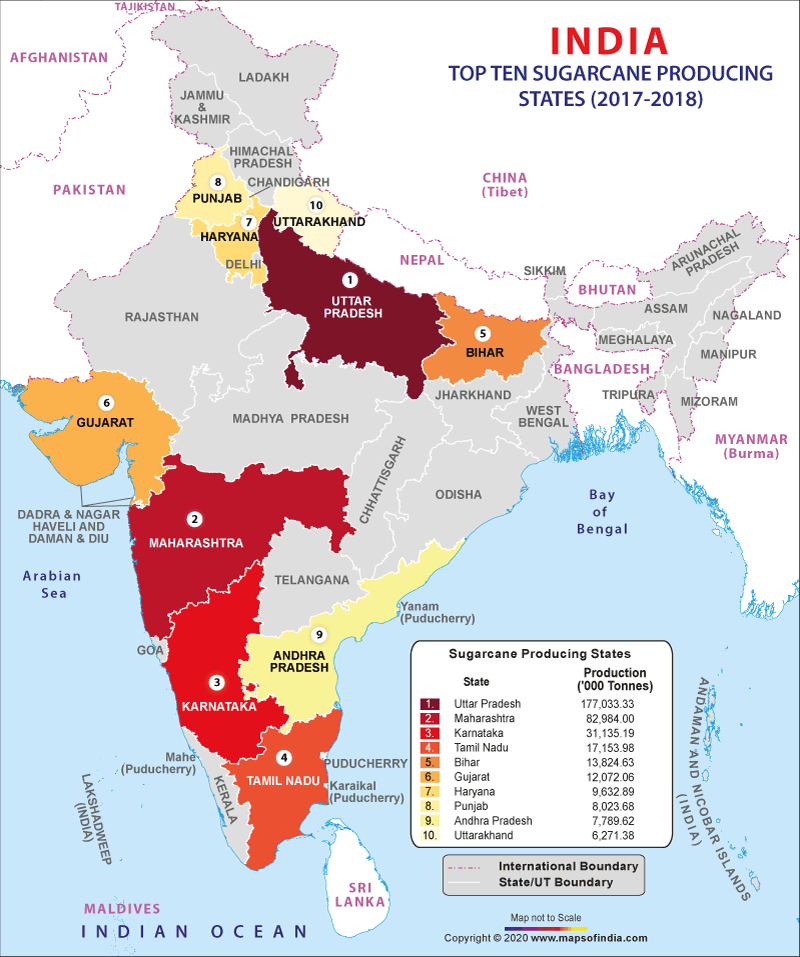 TAJIKISTAN
INDIA
TOP TEN SUGARCANE PRODUCING
STATES (2017-2018)
AFGHANISTAN
LADAKH
JAMMU
&
KASHMIR
HIMACHAL
PRADESH
CHINA
(Tibet)
PAKISTAN
8
PUNJAB
CHANDIGARH
10
UTTARAKHAND
7
HARYANA
DELHI
NEPAL
SIKKIM
BHUTAN
ARUNACHAL
PRADESH
1
UTTAR
PRADESH
RAJASTHAN
ASSAM
NAGALAND
5
BIHAR
MEGHALAYA
MANIPUR
BANGLADESH
TRIPURA
MIZORAM
6
GUJARAT
MADHYA PRADESH
JHARKHAND
WEST
BENGAL
MYANMAR
(Burma)
CHHATTISGARH
ODISHA
DADRA & NAGAR
HAVELI AND
DAMAN & DIU
2
MAHARASHTRA
Bay
of
Bengal
Arabian
Sea
TELANGANA
Yanam
(Puducherry)
GOA
9
ANDHRA
PRADESH
3
KARNATAKA
Mahe
(Puducherry)
4
TAMIL NADU
PUDUCHERRY
Karaikal
(Puducherry)
KERALA
LAKSHADWEEP
(INDIA)
ANDAMAN AND NICOBAR ISLANDS
(INDIA)
SRI
LANKA
MALDIVES
INDIAN OCEAN
Sugarcane Producing States
State Production
('000 Tonnes)
1. Uttar Pradesh 177,033.33
2. Maharashtra 82,984.00
3. Karnataka 31,135.19
4. Tamil Nadu 17,153.98
5. Bihar 13,824.63
6. Gujarat 12,072.06
7. Haryana 9,632.89
8. Punjab 8,023.68
9. Andhra Pradesh 7,789.62
10. Uttarakhand 6,271.38
International Boundary
State/UT Boundary
Map not to Scale
Copyright © 2020 www.mapsofindia.com